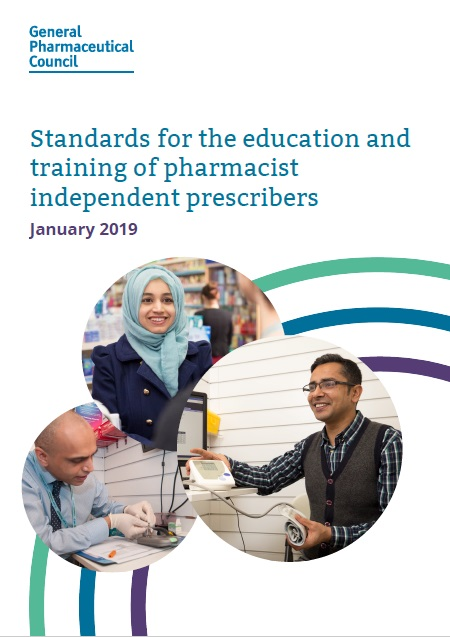 General
Pharmaceutical
Council
Standards for the education and
training of pharmacist
independent prescribers
January 2019